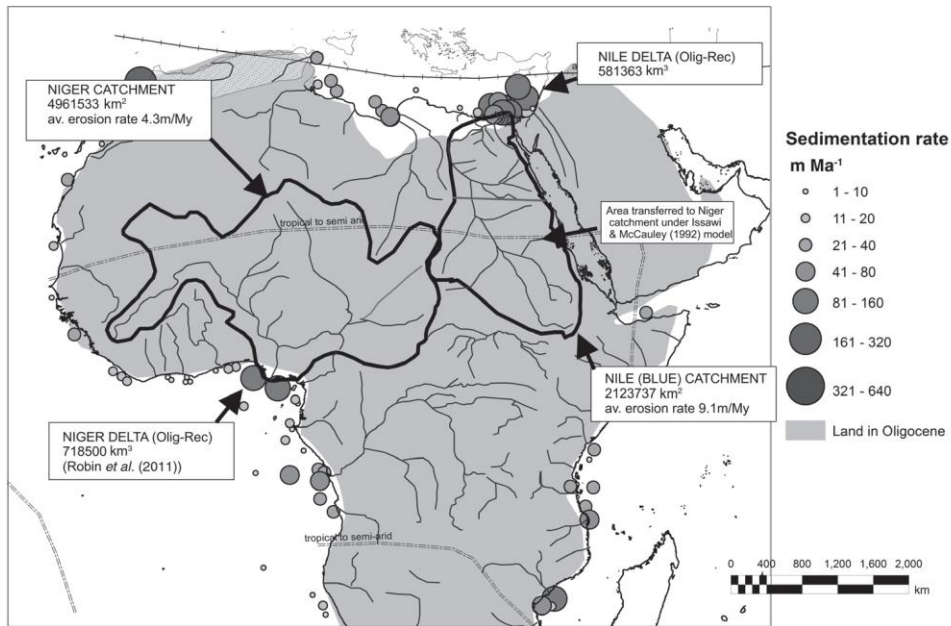 NIGER CATCHMENT
4961533 km²
av. erosion rate 4.3m/My
NILE DELTA (Olig-Rec)
581363 km³
tropical to semi arid
Area transferred to Niger
catchment under Issawi
& McCauley (1992) model
NILE (BLUE) CATCHMENT
2123737 km²
av. erosion rate 9.1m/My
NIGER DELTA (Olig-Rec)
718500 km³
(Robin et al. (2011))
tropical to semi-arid
Sedimentation rate
m Ma⁻¹
1 - 10
11 - 20
21 - 40
41 - 80
81 - 160
161 - 320
321 - 640
Land in Oligocene
0 400 800 1,200 1,600 2,000
km